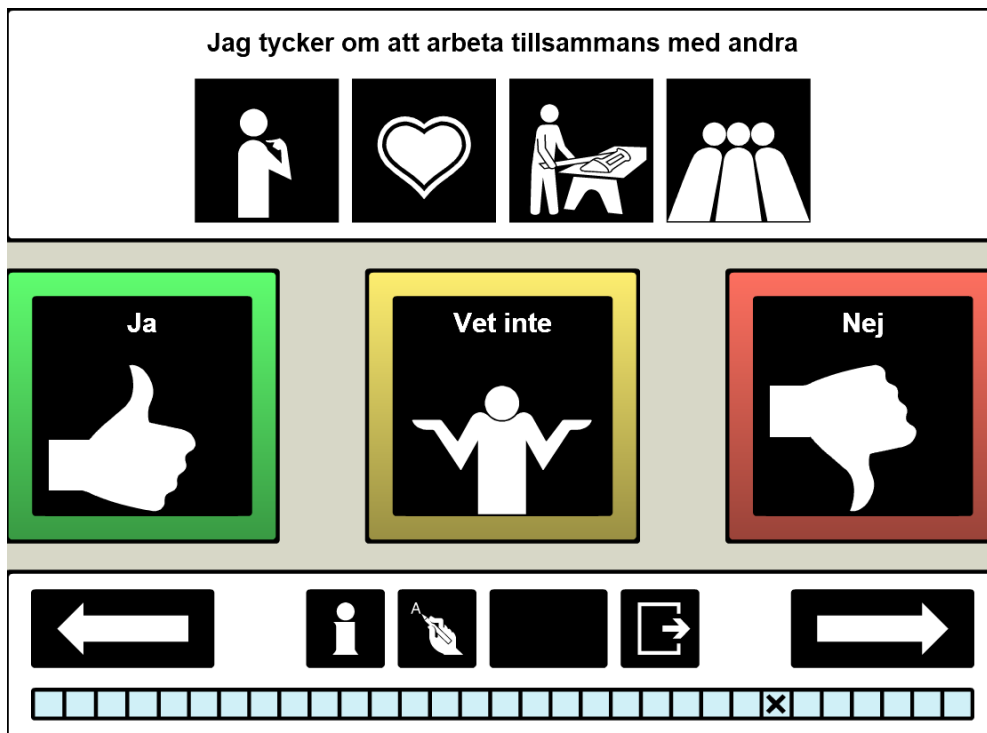 Jag tycker om att arbeta tillsammans med andra
Ja
Vet inte
Nej
A